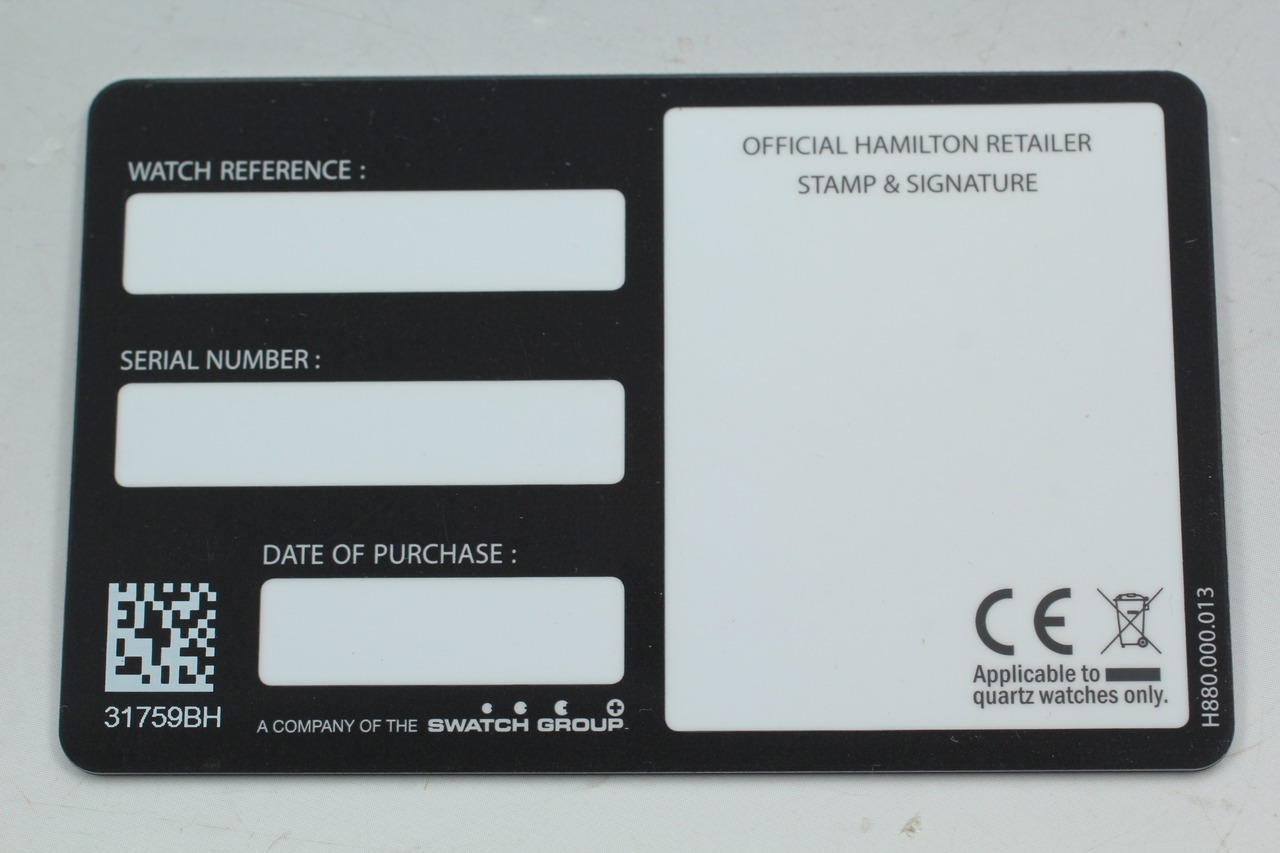 WATCH REFERENCE :
SERIAL NUMBER :
DATE OF PURCHASE :
31759BH
A COMPANY OF THE SWATCH GROUP
OFFICIAL HAMILTON RETAILER
STAMP & SIGNATURE
CE
Applicable to
quartz watches only.
H880.000.013